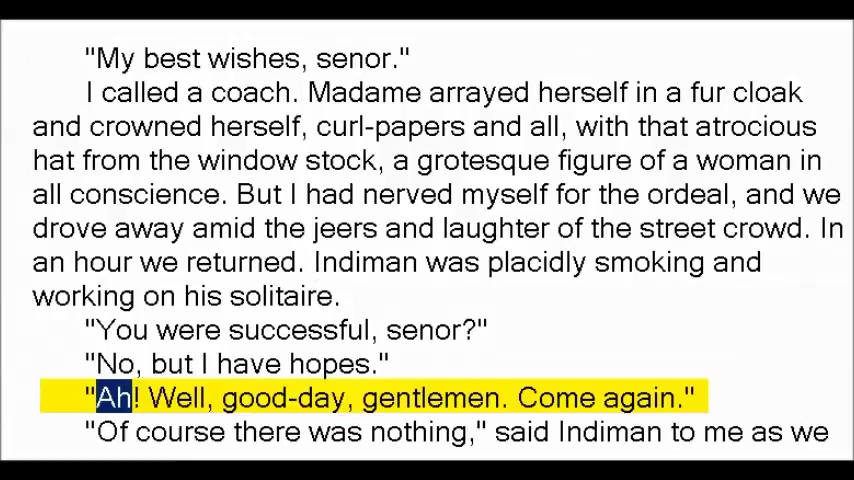 "My best wishes, senor."
I called a coach. Madame arrayed herself in a fur cloak
and crowned herself, curl-papers and all, with that atrocious
hat from the window stock, a grotesque figure of a woman in
all conscience. But I had nerved myself for the ordeal, and we
drove away amid the jeers and laughter of the street crowd. In
an hour we returned. Indiman was placidly smoking and
working on his solitaire.
"You were successful, senor?"
"No, but I have hopes."
"Ah! Well, good-day, gentlemen. Come again."
"Of course there was nothing," said Indiman to me as we